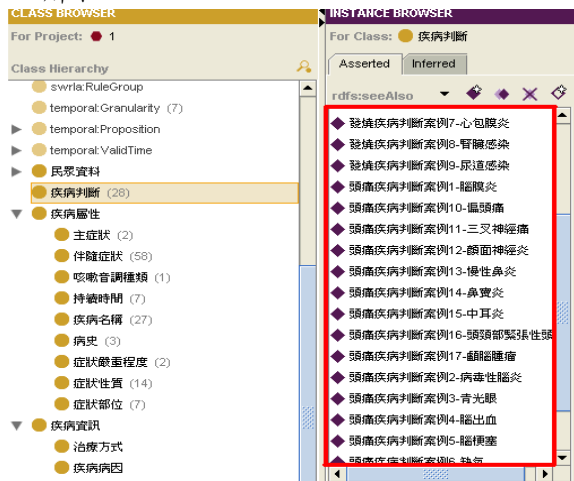 CLASS BROWSER
For Project: 1
Class Hierarchy
swrla:RuleGroup
temporal:Granularity (7)
temporal:Proposition
temporal:ValidTime
民眾資料
疾病判斷 (28)
疾病屬性
主症狀 (2)
伴隨症狀 (58)
咳嗽音調種類 (1)
持續時間 (7)
疾病名稱 (27)
病史 (3)
症狀嚴重程度 (2)
症狀性質 (14)
症狀部位 (7)
疾病資訊
治療方式
疾病病因
INSTANCE BROWSER
For Class: 疾病判斷
Asserted Inferred
rdfs:seeAlso
發燒疾病判斷案例7-心包膜炎
發燒疾病判斷案例8-腎臟感染
發燒疾病判斷案例9-尿道感染
頭痛疾病判斷案例1-腦膜炎
頭痛疾病判斷案例10-偏頭痛
頭痛疾病判斷案例11-三叉神經痛
頭痛疾病判斷案例12-顏面神經炎
頭痛疾病判斷案例13-慢性鼻炎
頭痛疾病判斷案例14-鼻竇炎
頭痛疾病判斷案例15-中耳炎
頭痛疾病判斷案例16-頭頸部緊張性頭
頭痛疾病判斷案例17-顱腦腫瘤
頭痛疾病判斷案例2-病毒性腦炎
頭痛疾病判斷案例3-青光眼
頭痛疾病判斷案例4-腦出血
頭痛疾病判斷案例5-腦梗塞
頭痛疾病判斷案例6-缺氧